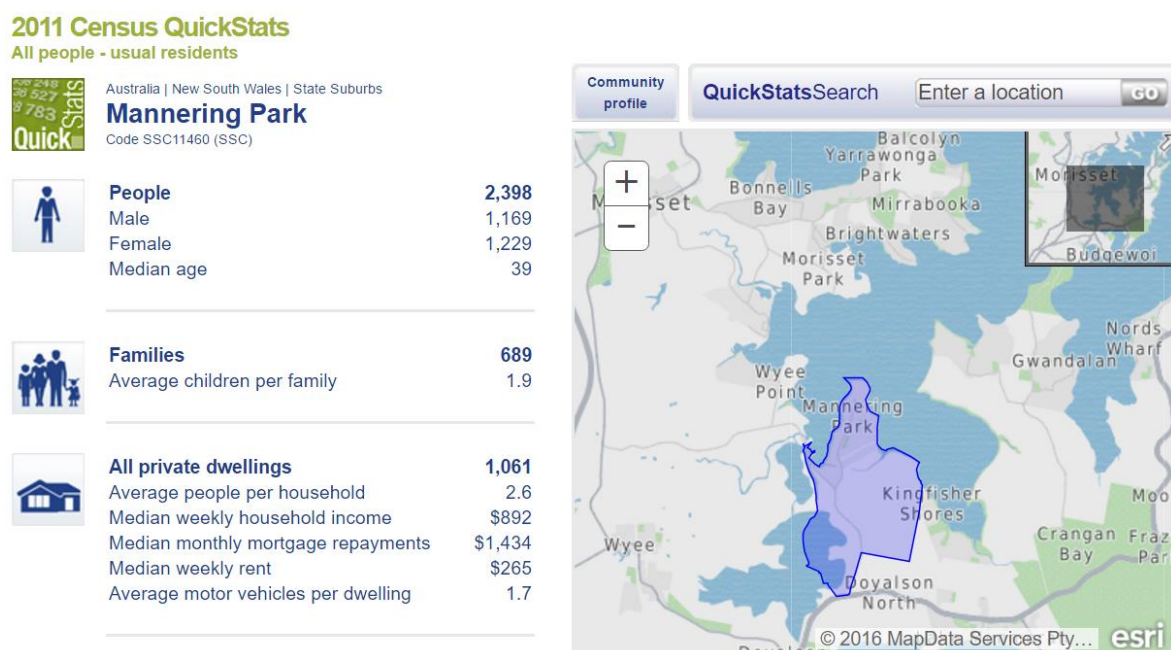 2011 Census QuickStats
All people - usual residents
Quick Stats
Australia | New South Wales | State Suburbs
Mannering Park
Code SSC11460 (SSC)
People 2,398
Male 1,169
Female 1,229
Median age 39
Families 689
Average children per family 1.9
All private dwellings 1,061
Average people per household 2.6
Median weekly household income $892
Median monthly mortgage repayments $1,434
Median weekly rent $265
Average motor vehicles per dwelling 1.7
Community
profile
QuickStatsSearch
Enter a location
GO
+
−
Balcolyn
Yarrawonga
Park
Morisset
Bonnells
Bay
Mirrabooka
Brightwaters
Budgewoi
Morisset
Park
Nords
Wharf
Gwandalan
Wyee
Point
Mannering
Park
Kingfisher
Shores
Moo
Wyee
Crangan
Bay
Fraz
Par
Doyalson
North
© 2016 MapData Services Pty...
esri